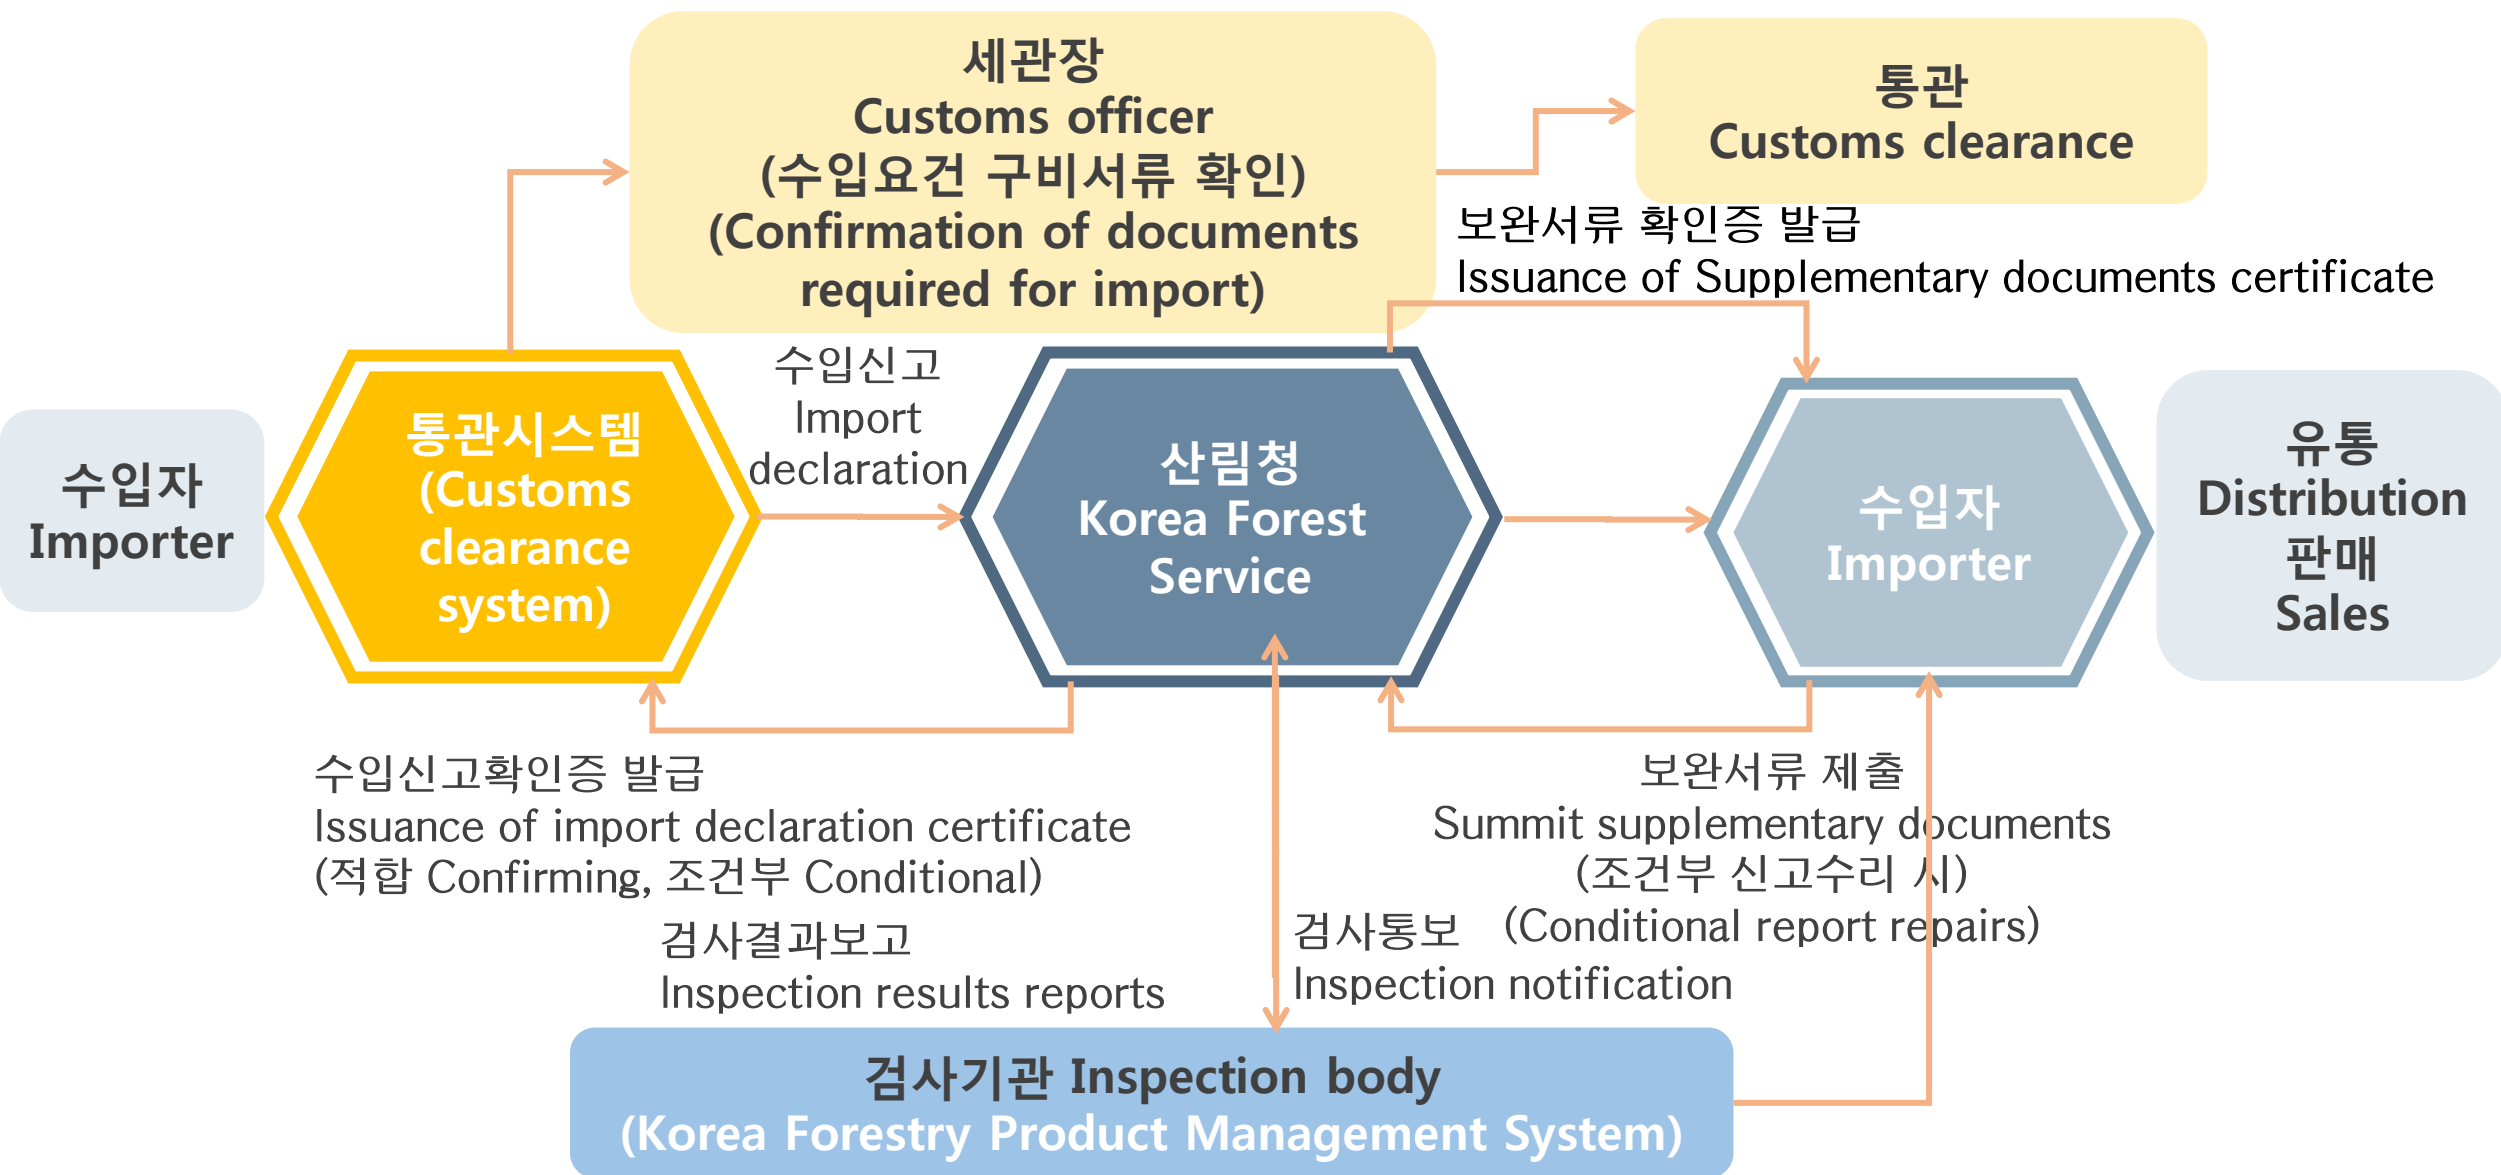 세관장
Customs officer
(수입요건 구비서류 확인)
(Confirmation of documents
required for import)
통관
Customs clearance
보완서류 확인증 발급
Issuance of Supplementary documents certificate
수입자
Importer
통관시스템
(Customs
clearance
system)
수입신고
Import
declaration
산림청
Korea Forest
Service
수입자
Importer
유통
Distribution
판매
Sales
수입신고확인증 발급
Issuance of import declaration certificate
(적합 Confirming, 조건부 Conditional)
보완서류 제출
Summit supplementary documents
(조건부 신고수리 시)
(Conditional report repairs)
검사결과보고
Inspection results reports
검사통보
Inspection notification
검사기관 Inspection body
(Korea Forestry Product Management System)